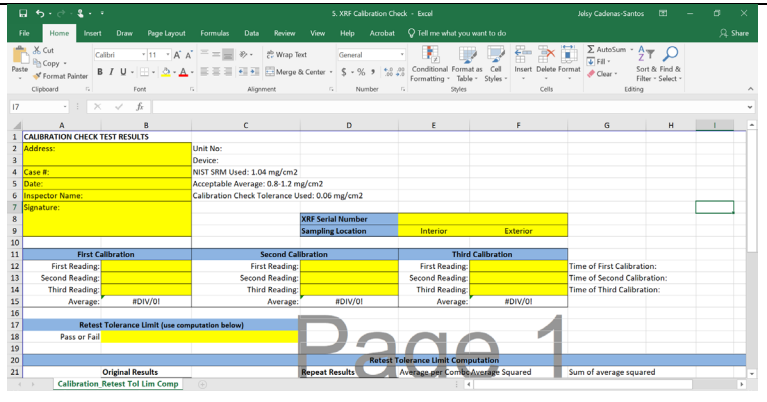 5. XRF Calibration Check - Excel
Jelsy Cadenas-Santos
File Home Insert Draw Page Layout Formulas Data Review View Help Acrobat Tell me what you want to do Share
Paste Cut Calibri 11 Wrap Text General Conditional Formatting Format as Table Cell Styles Insert Delete Format AutoSum Sort & Filter Find & Select
Copy Fill
Format Painter B I U Merge & Center $ % Clear
Clipboard Font Alignment Number Styles Cells Editing
I7 fx
A B C D E F G H I
1 CALIBRATION CHECK TEST RESULTS
2 Address: Unit No:
3 Device:
4 Case #: NIST SRM Used: 1.04 mg/cm2
5 Date: Acceptable Average: 0.8-1.2 mg/cm2
6 Inspector Name: Calibration Check Tolerance Used: 0.06 mg/cm2
7 Signature:
8 XRF Serial Number
9 Sampling Location Interior Exterior
10
11 First Calibration Second Calibration Third Calibration
12 First Reading: First Reading: First Reading: Time of First Calibration:
13 Second Reading: Second Reading: Second Reading: Time of Second Calibration:
14 Third Reading: Third Reading: Third Reading: Time of Third Calibration:
15 Average: #DIV/0! Average: #DIV/0! Average: #DIV/0!
16
17 Retest Tolerance Limit (use computation below)
18 Pass or Fail
19
Page 1
20 Retest Tolerance Limit Computation
21 Original Results Repeat Results Average per Combo Average Squared Sum of average squared
Calibration_Retest Tol Lim Comp